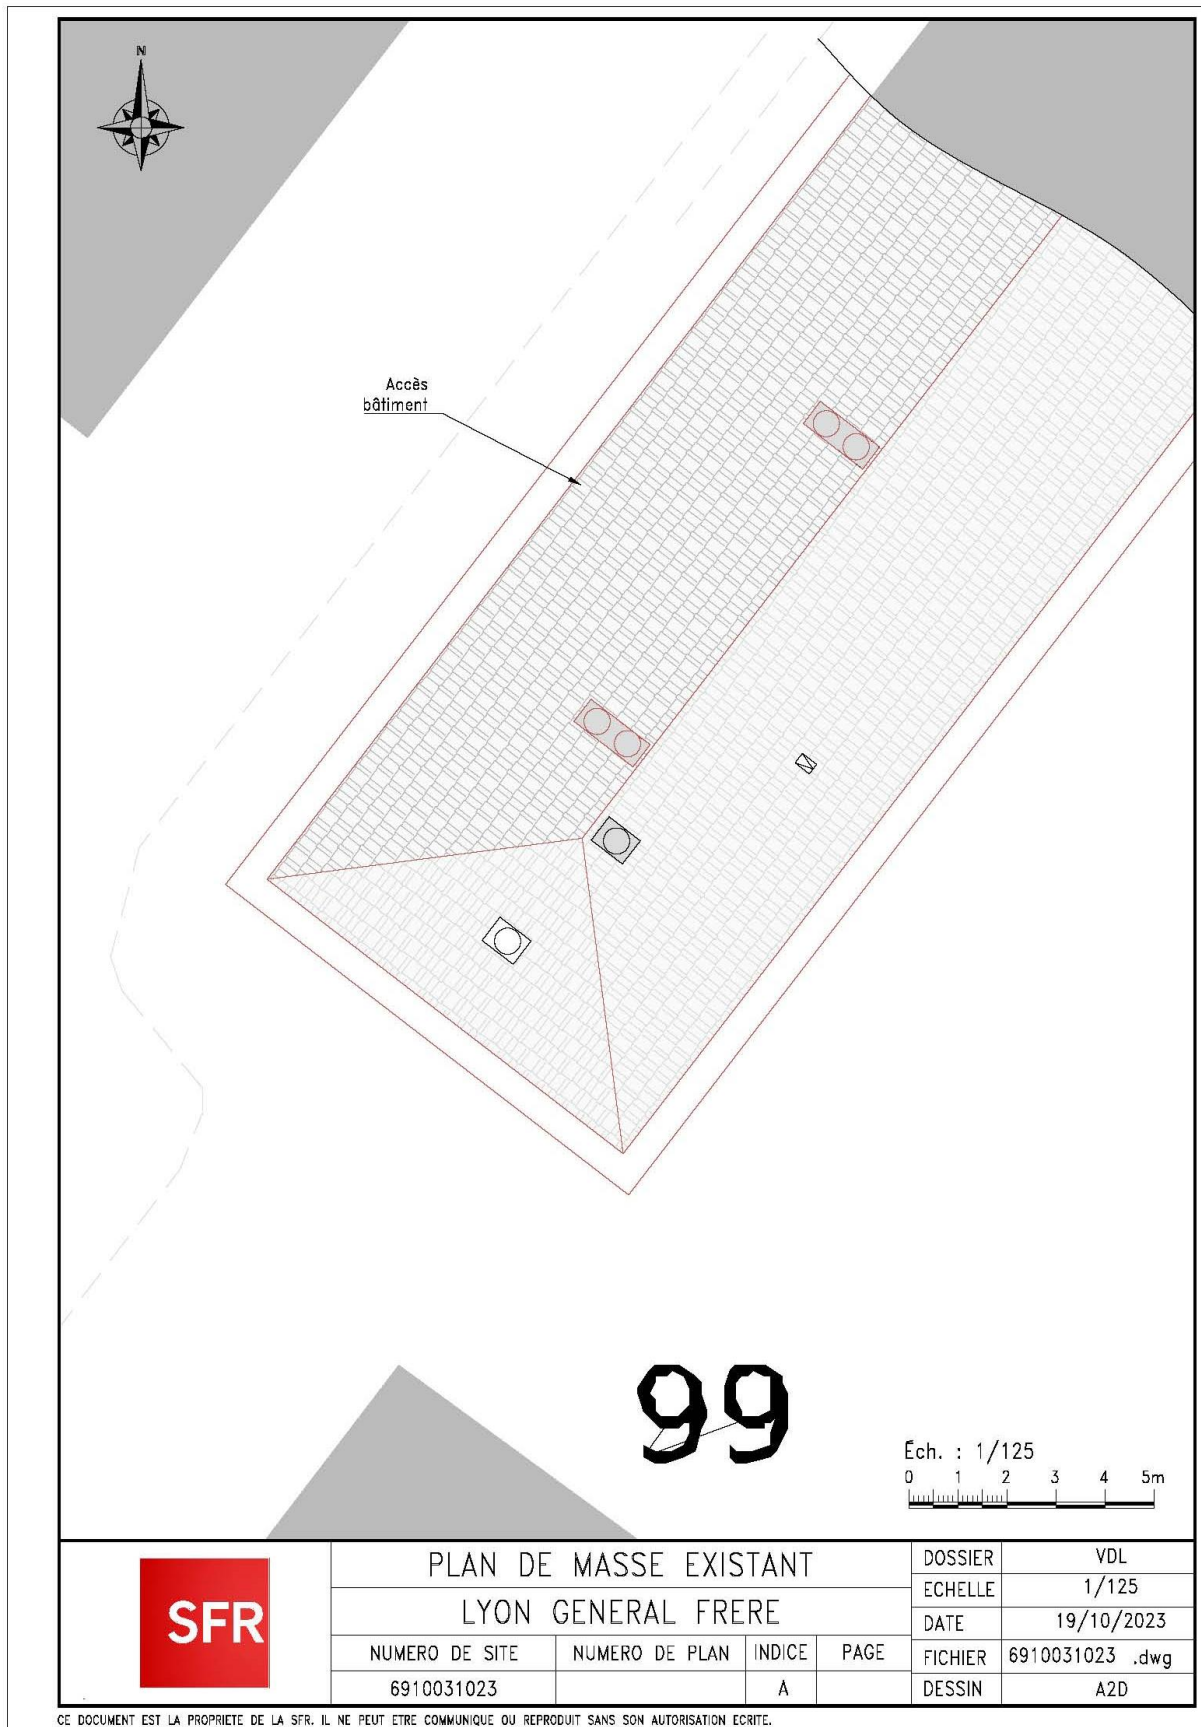 N
Accès
bâtiment
99
Éch. : 1/125
0 1 2 3 4 5m
SFR
PLAN DE MASSE EXISTANT
LYON GENERAL FRERE
NUMERO DE SITE NUMERO DE PLAN INDICE PAGE
6910031023 A
DOSSIER VDL
ECHELLE 1/125
DATE 19/10/2023
FICHIER 6910031023 .dwg
DESSIN A2D
CE DOCUMENT EST LA PROPRIETE DE LA SFR. IL NE PEUT ETRE COMMUNIQUE OU REPRODUIT SANS SON AUTORISATION ECRITE.